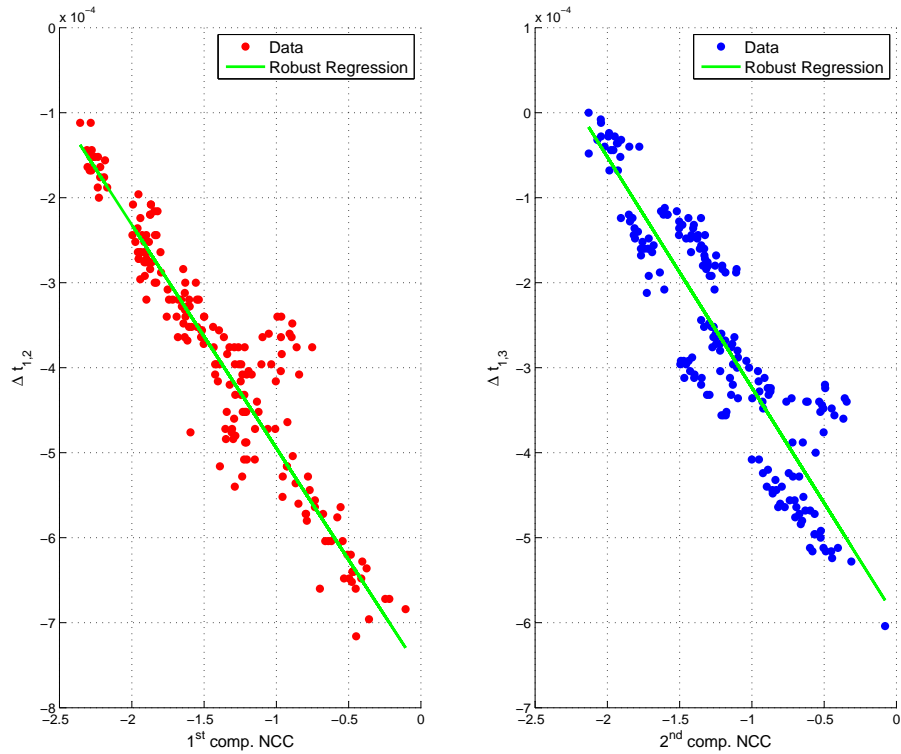 x 10⁻⁴
0
−1
−2
−3
−4
−5
−6
−7
−8
Δ t₁,₂
−2.5 −2 −1.5 −1 −0.5 0
1ˢᵗ comp. NCC
Data
Robust Regression
x 10⁻⁴
1
0
−1
−2
−3
−4
−5
−6
−7
Δ t₁,₃
−2.5 −2 −1.5 −1 −0.5 0
2ⁿᵈ comp. NCC
Data
Robust Regression